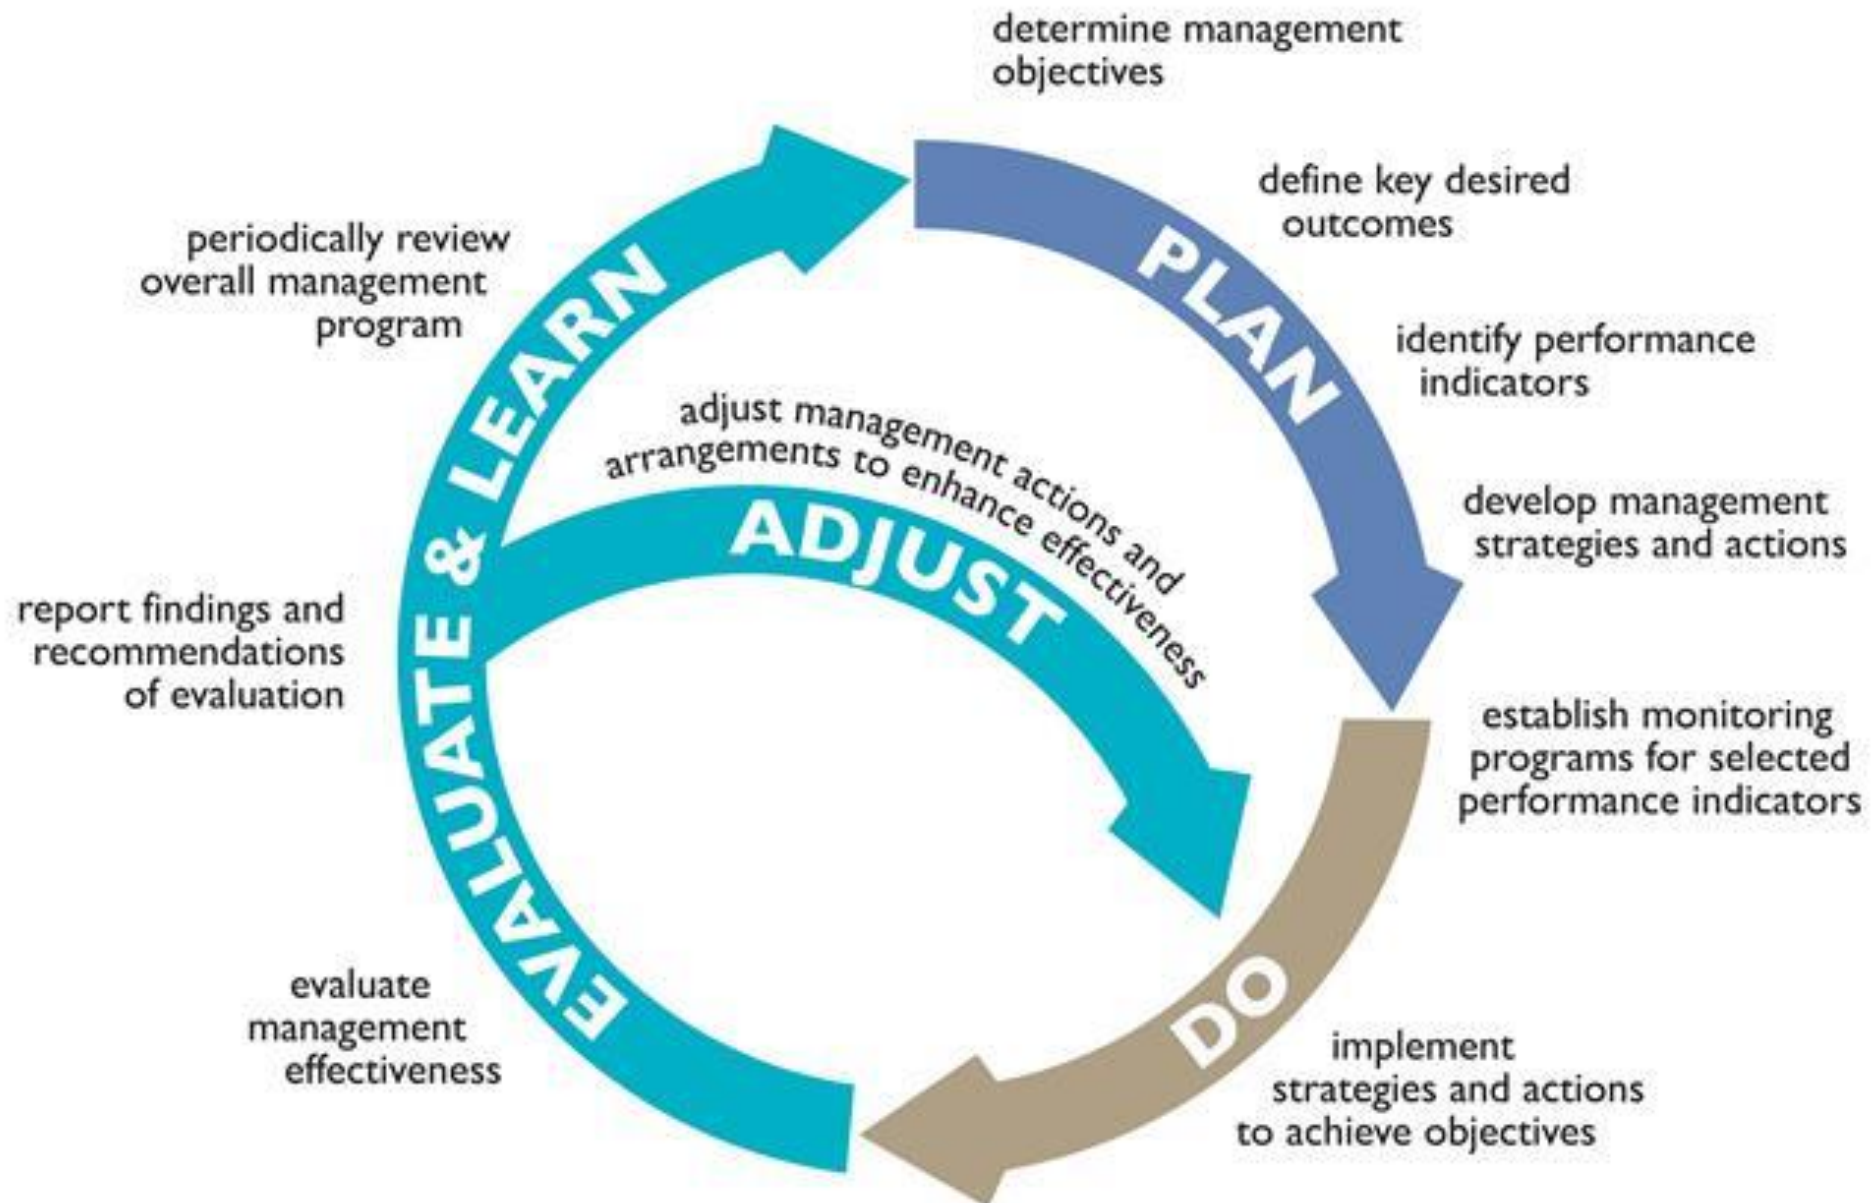 determine management
objectives
define key desired
outcomes
PLAN
identify performance
indicators
develop management
strategies and actions
establish monitoring
programs for selected
performance indicators
DO
implement
strategies and actions
to achieve objectives
evaluate
management
effectiveness
EVALUATE & LEARN
report findings and
recommendations
of evaluation
periodically review
overall management
program
adjust management actions and
arrangements to enhance effectiveness
ADJUST